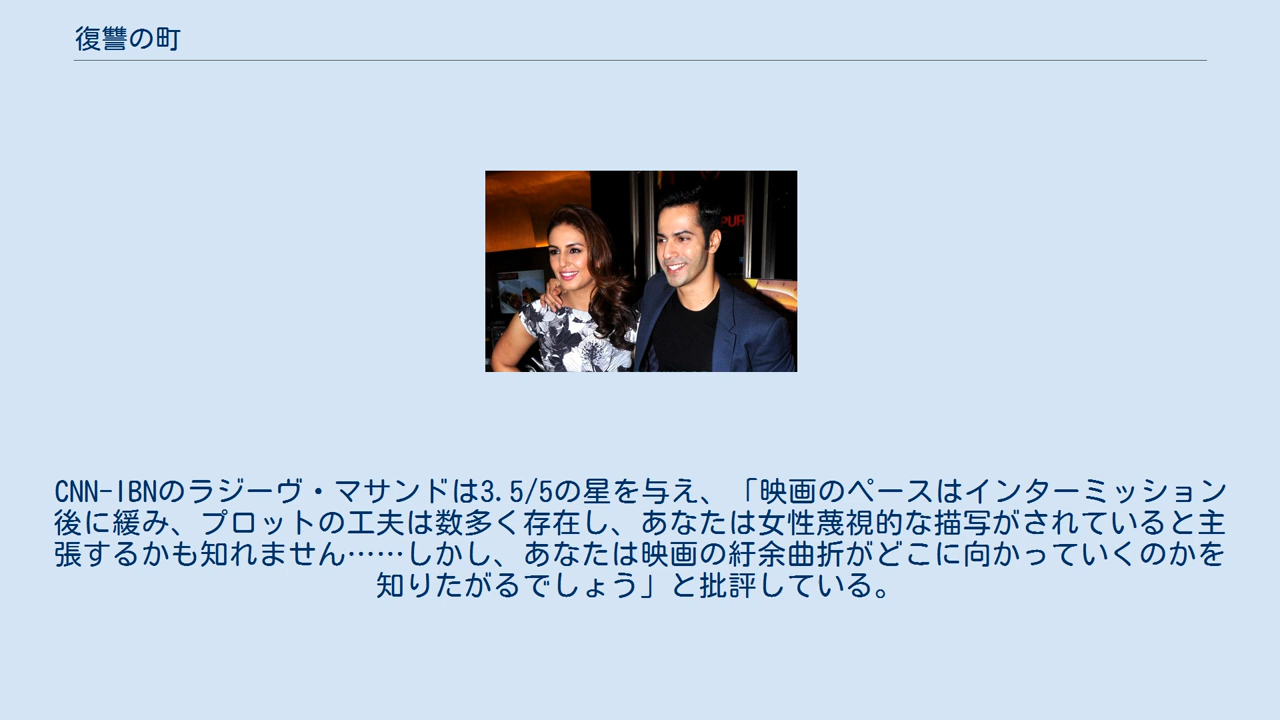 復讐の町
PUR
CNN-IBNのラジーヴ・マサンドは3.5/5の星を与え、「映画のペースはインターミッション
後に緩み、プロットの工夫は数多く存在し、あなたは女性蔑視的な描写がされていると主
張するかも知れません……しかし、あなたは映画の紆余曲折がどこに向かっていくのかを
知りたがるでしょう」と批評している。